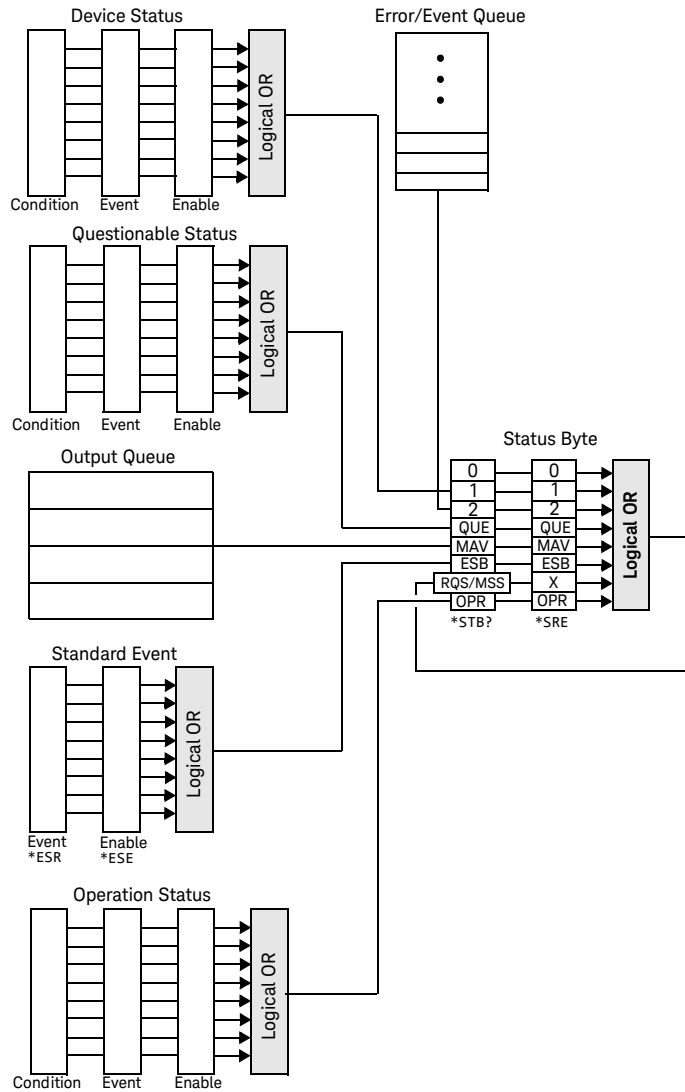 Device Status
Logical OR
Condition Event Enable
Error/Event Queue
Questionable Status
Logical OR
Condition Event Enable
Output Queue
Status Byte
0 0
1 1
2 2
QUE QUE
MAV MAV
ESB ESB
RQS/MSS X
OPR OPR
*STB? *SRE
Logical OR
Standard Event
Logical OR
Event Enable
*ESR *ESE
Operation Status
Logical OR
Condition Event Enable